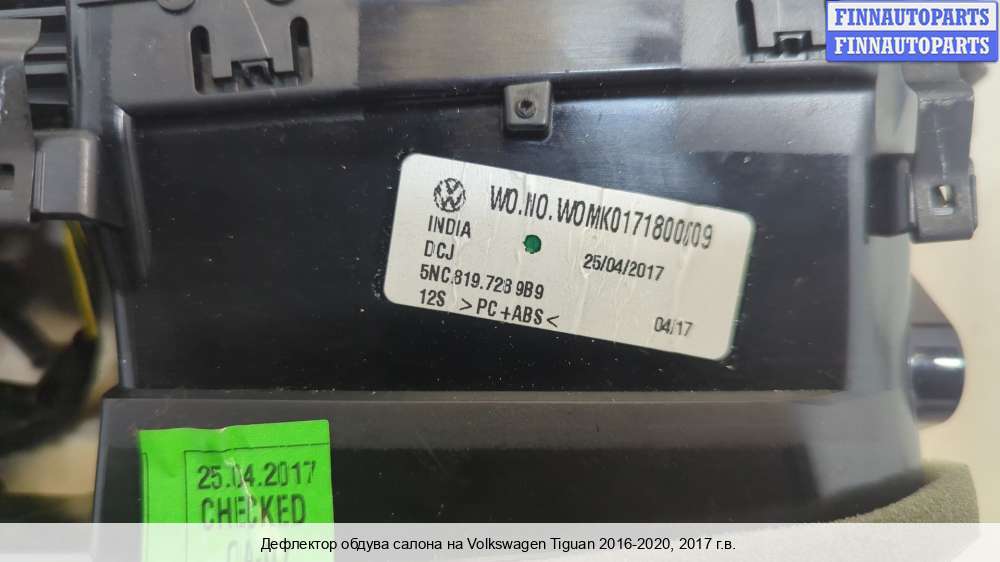 FINNAUTOPARTS
FINNAUTOPARTS
WO.NO.WOMK0171800009
INDIA
25/04/2017
DCJ
5NC.819.728 9B9
12S >PC+ABS<
04/17
25.04.2017
CHECKED
Дефлектор обдува салона на Volkswagen Tiguan 2016-2020, 2017 г.в.